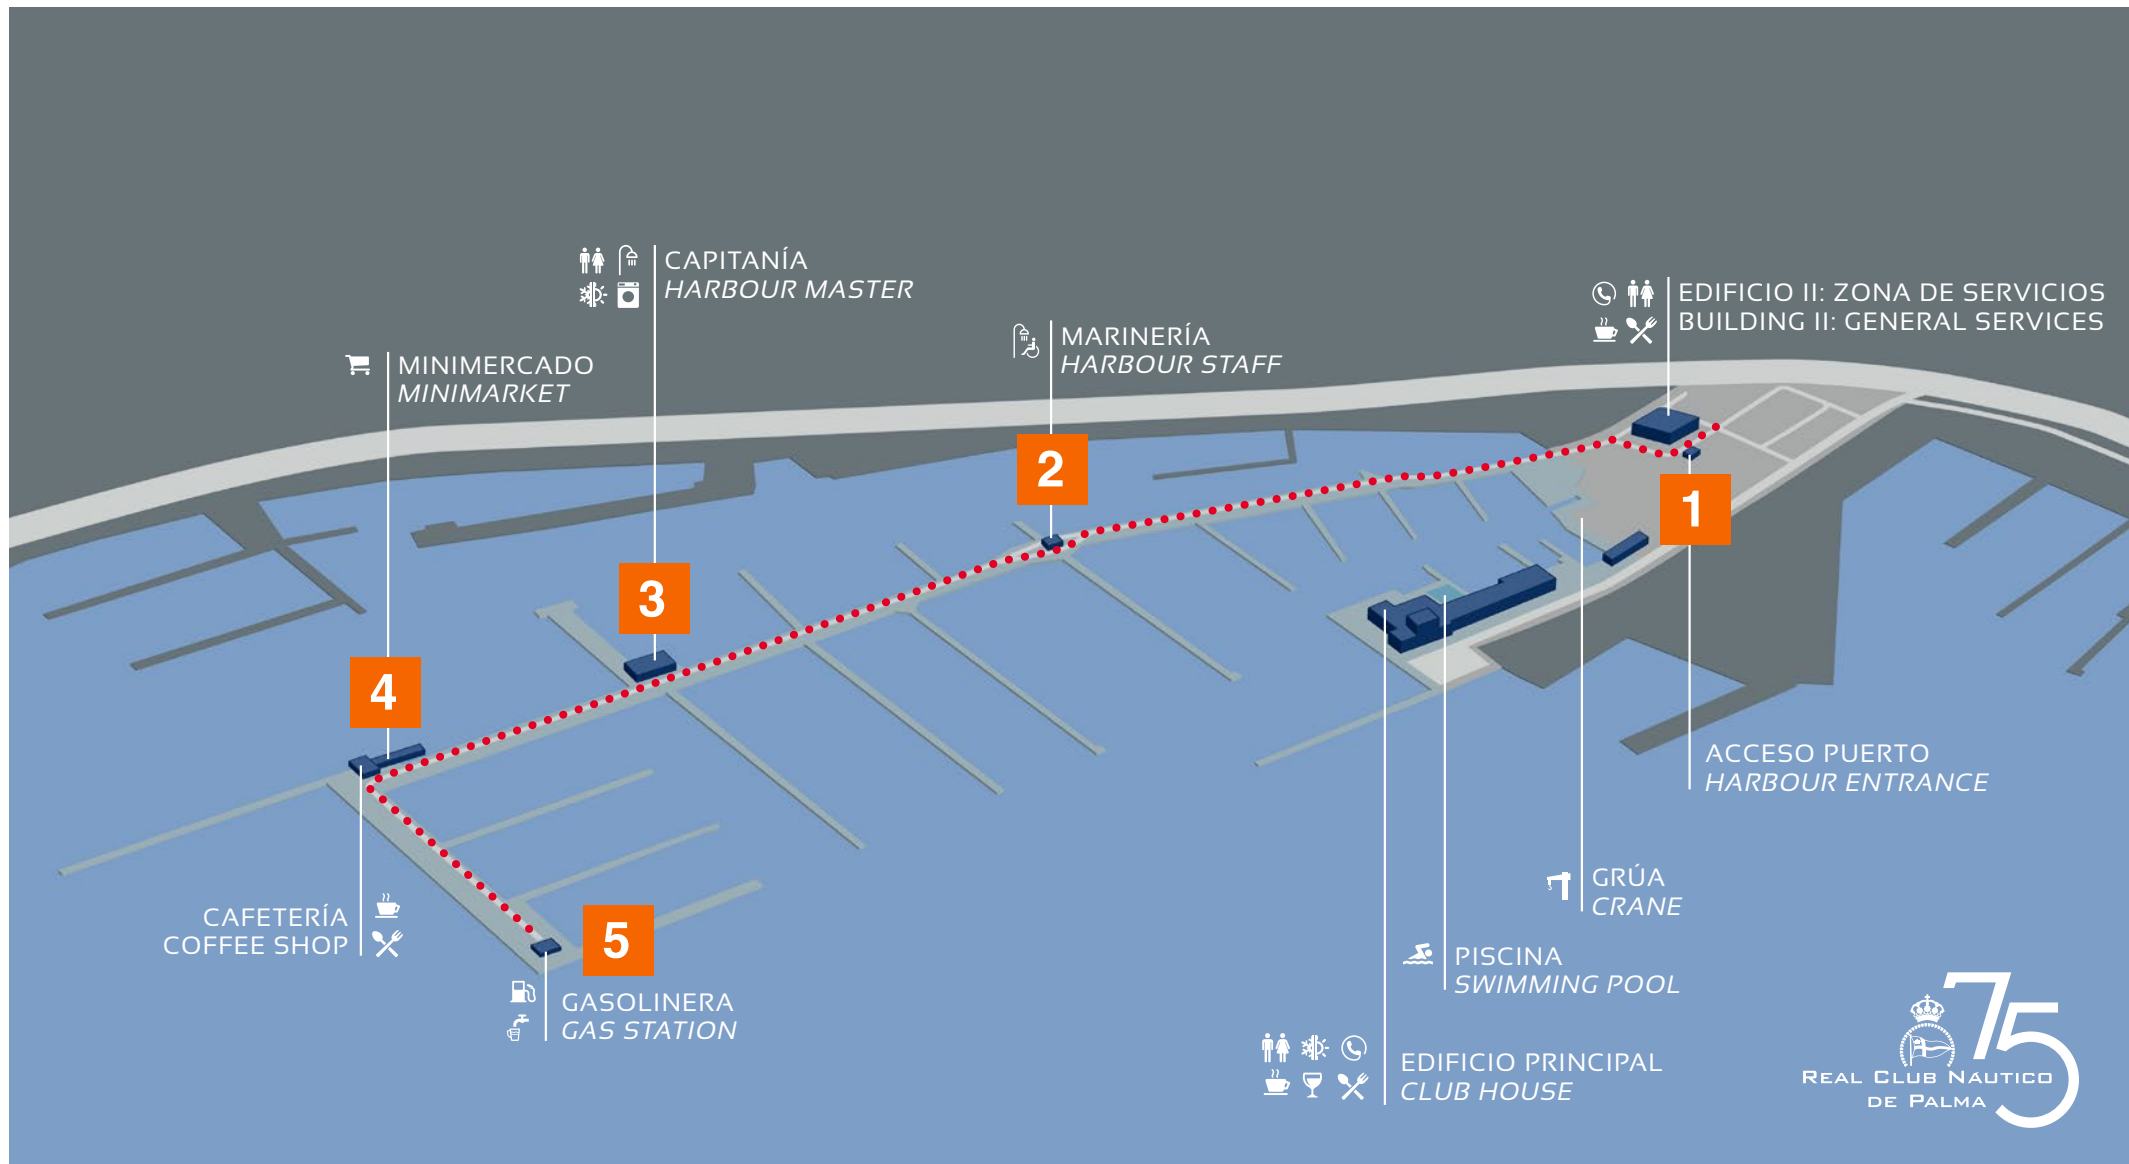 CAPITANÍA
HARBOUR MASTER
EDIFICIO II: ZONA DE SERVICIOS
BUILDING II: GENERAL SERVICES
MARINERÍA
HARBOUR STAFF
MINIMERCADO
MINIMARKET
2
1
3
4
ACCESO PUERTO
HARBOUR ENTRANCE
GRÚA
CRANE
CAFETERÍA
COFFEE SHOP
5
PISCINA
SWIMMING POOL
GASOLINERA
GAS STATION
EDIFICIO PRINCIPAL
CLUB HOUSE
75
REAL CLUB NÁUTICO
DE PALMA